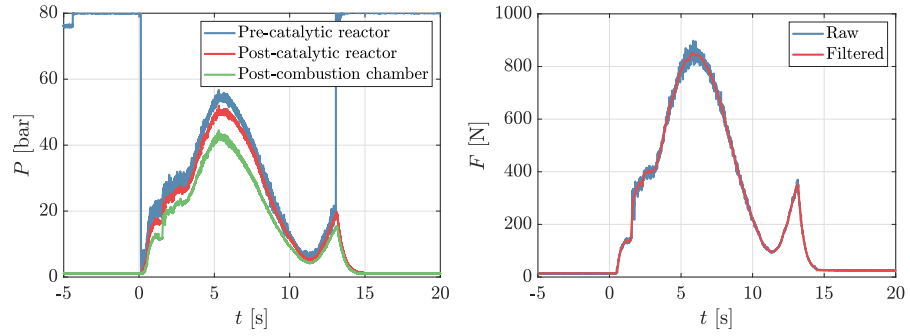 80
60
40
20
0
P [bar]
-5
0
5
10
15
20
t [s]
Pre-catalytic reactor
Post-catalytic reactor
Post-combustion chamber
1000
800
600
400
200
0
F [N]
-5
0
5
10
15
20
t [s]
Raw
Filtered